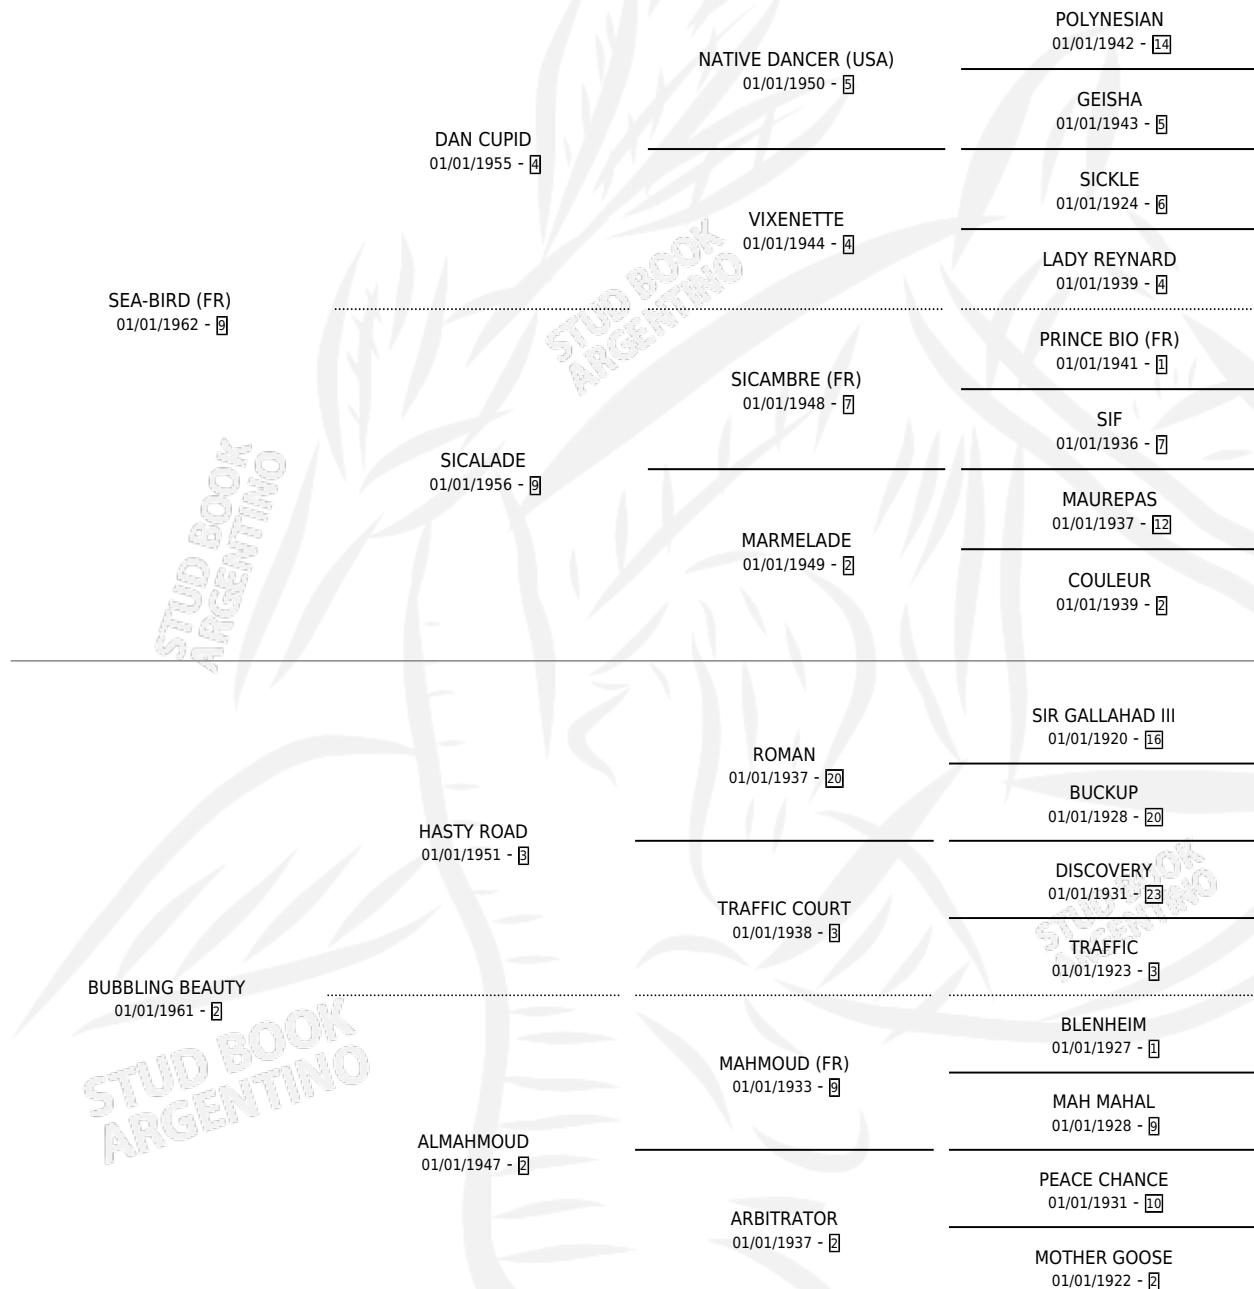 POLYNESIAN
01/01/1942 - 14
NATIVE DANCER (USA)
01/01/1950 - 5
GEISHA
01/01/1943 - 5
DAN CUPID
01/01/1955 - 4
SICKLE
01/01/1924 - 6
VIXENETTE
01/01/1944 - 4
LADY REYNARD
01/01/1939 - 4
SEA-BIRD (FR)
01/01/1962 - 9
PRINCE BIO (FR)
01/01/1941 - 1
SICAMBRE (FR)
01/01/1948 - 7
SIF
01/01/1936 - 7
SICALADE
01/01/1956 - 9
MAUREPAS
01/01/1937 - 12
MARMELADE
01/01/1949 - 2
COULEUR
01/01/1939 - 2
SIR GALLAHAD III
01/01/1920 - 16
ROMAN
01/01/1937 - 20
BUCKUP
01/01/1928 - 20
HASTY ROAD
01/01/1951 - 3
DISCOVERY
01/01/1931 - 23
TRAFFIC COURT
01/01/1938 - 3
TRAFFIC
01/01/1923 - 3
BUBBLING BEAUTY
01/01/1961 - 2
BLENHEIM
01/01/1927 - 1
MAHMOUD (FR)
01/01/1933 - 9
MAH MAHAL
01/01/1928 - 9
ALMAHMOUD
01/01/1947 - 2
PEACE CHANCE
01/01/1931 - 10
ARBITRATOR
01/01/1937 - 2
MOTHER GOOSE
01/01/1922 - 2
STUD BOOK
ARGENTINO
STUD BOOK
ARGENTINO
STUD BOOK
ARGENTINO
STUD BOOK
ARGENTINO